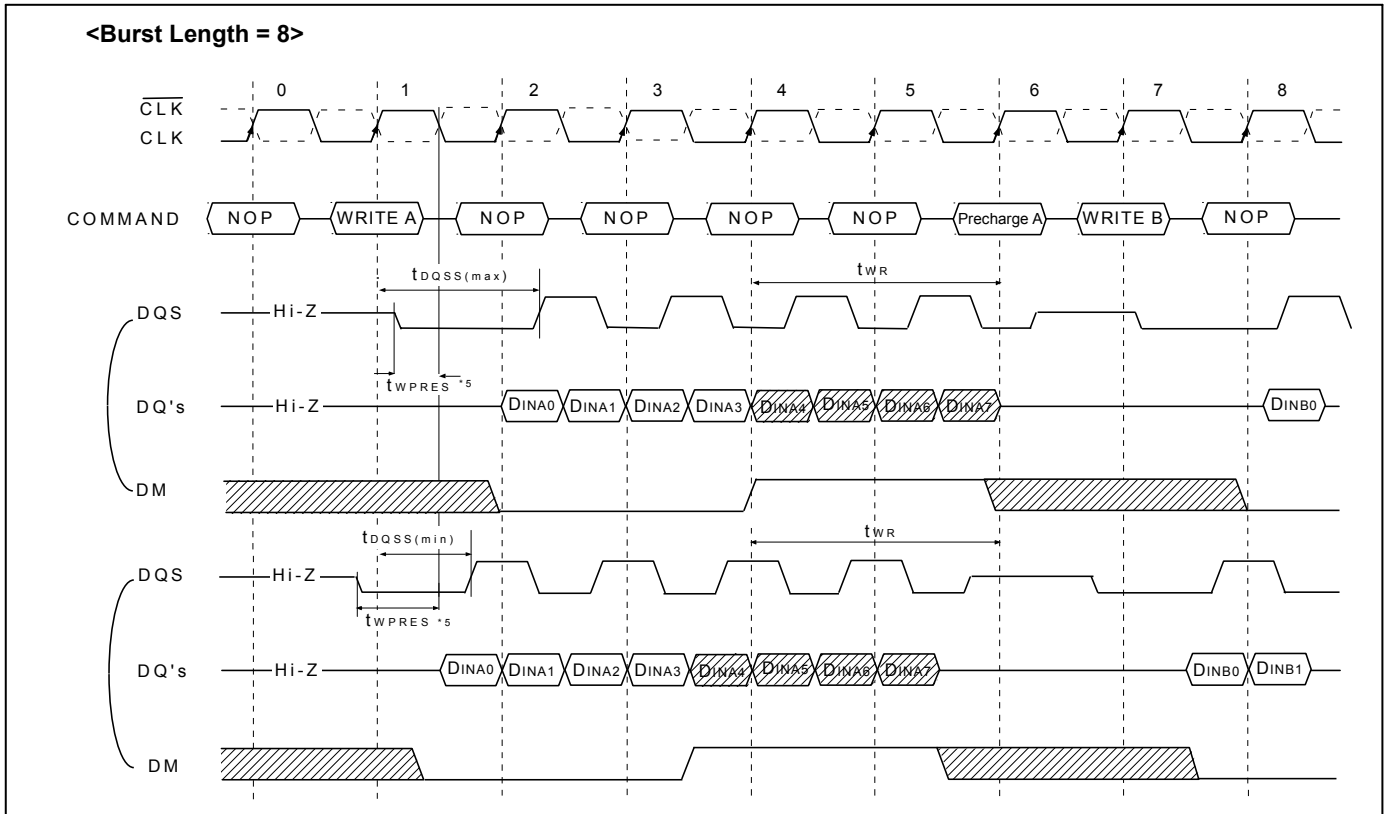 <Burst Length = 8>
0 1 2 3 4 5 6 7 8
CLK
CLK
COMMAND NOP WRITE A NOP NOP NOP NOP Precharge A WRITE B NOP
tDQSS(max) tWR
DQS Hi-Z
tWPRES *5
DQ's Hi-Z DINA0 DINA1 DINA2 DINA3 DINA4 DINA5 DINA6 DINA7 DINB0
DM
tDQSS(min) tWR
DQS Hi-Z
tWPRES *5
DQ's Hi-Z DINA0 DINA1 DINA2 DINA3 DINA4 DINA5 DINA6 DINA7 DINB0 DINB1
DM